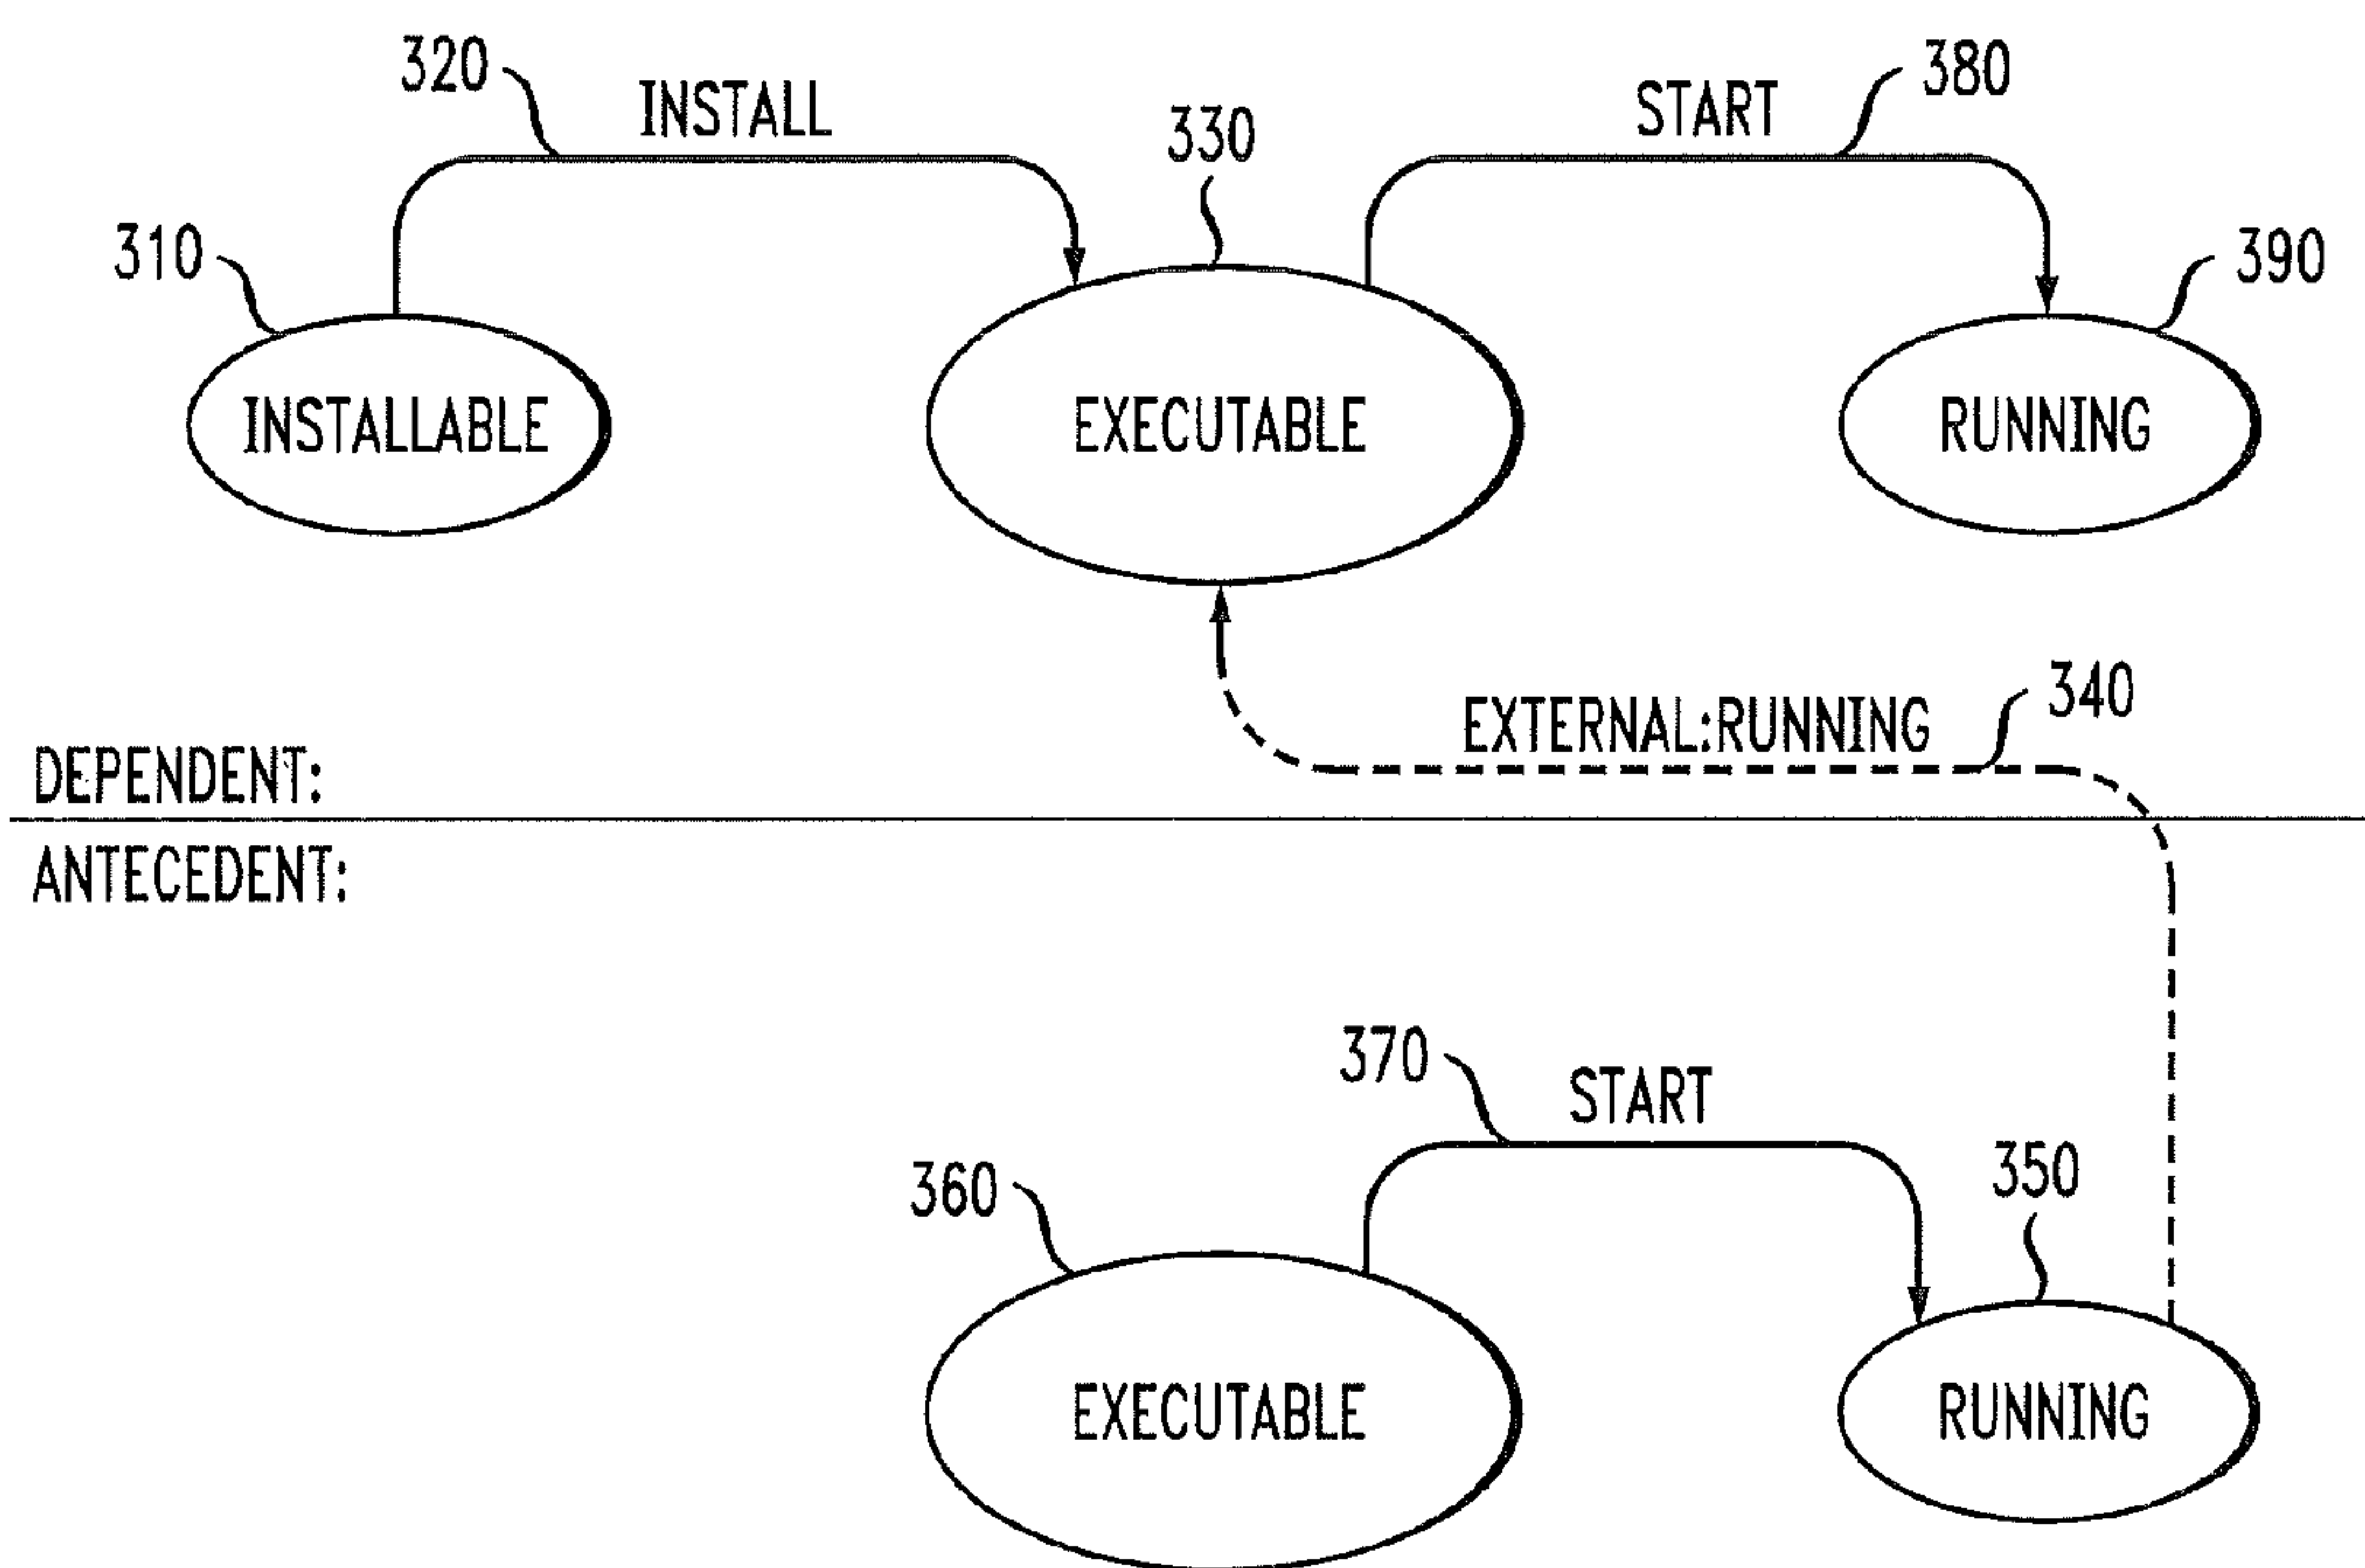 320
INSTALL
330
START
380
310
390
INSTALLABLE
EXECUTABLE
RUNNING
EXTERNAL:RUNNING
340
DEPENDENT:
ANTECEDENT:
370
START
360
350
EXECUTABLE
RUNNING